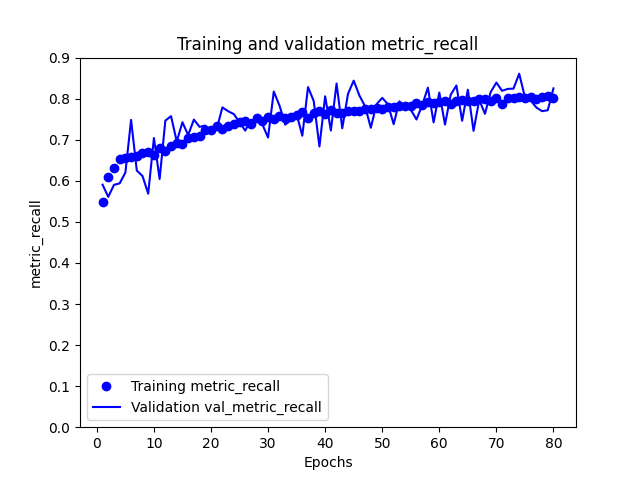 Training and validation metric_recall
0.9
0.8
0.7
0.6
0.5
0.4
0.3
0.2
0.1
0.0
metric_recall
Training metric_recall
Validation val_metric_recall
0 10 20 30 40 50 60 70 80
Epochs